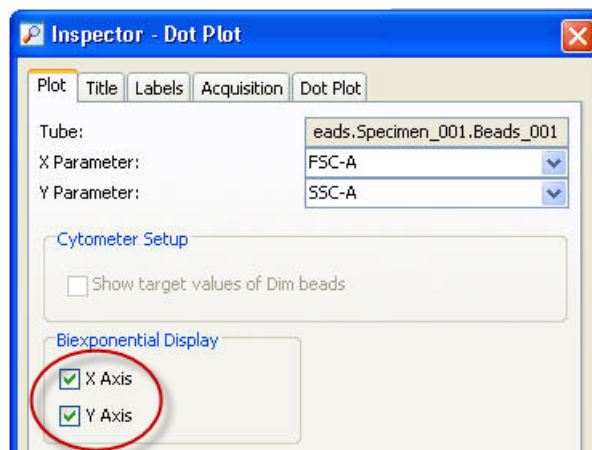 Inspector - Dot Plot
Plot Title Labels Acquisition Dot Plot
Tube: eads.Specimen_001.Beads_001
X Parameter: FSC-A
Y Parameter: SSC-A
Cytometer Setup
Show target values of Dim beads
Biexponential Display
X Axis
Y Axis